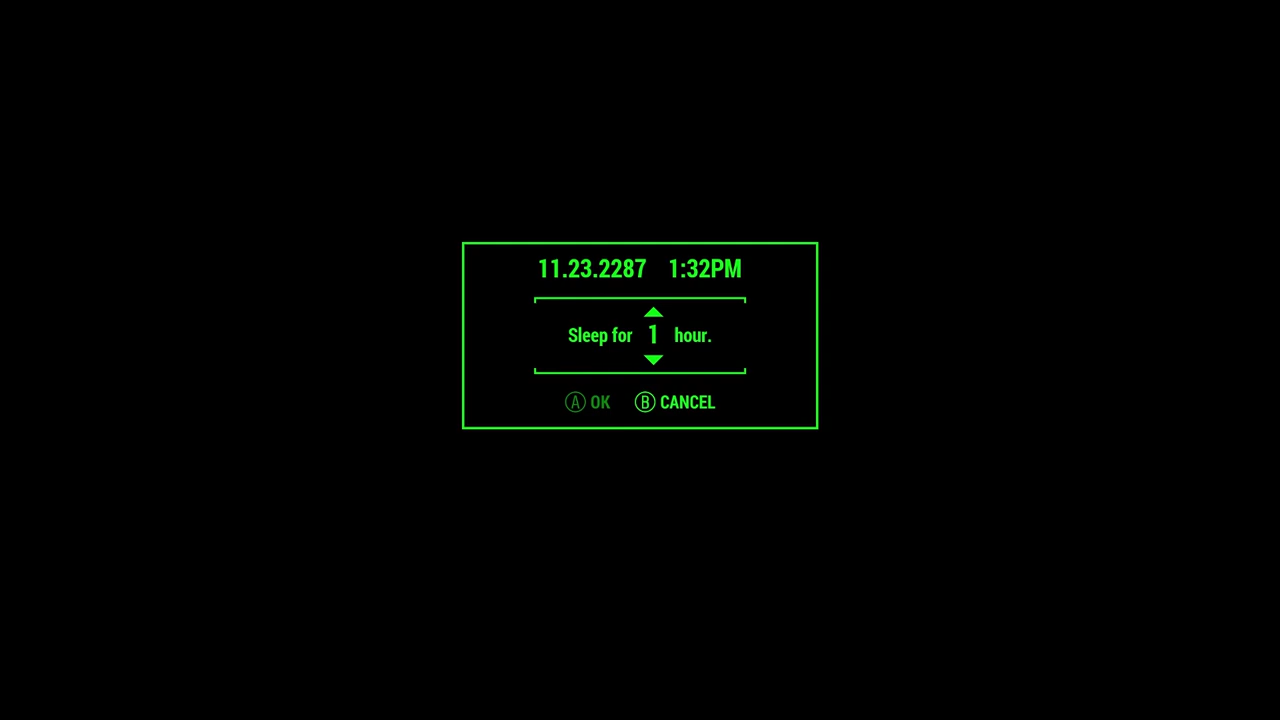 11.23.2287 1:32PM
Sleep for 1 hour.
Ⓐ OK Ⓑ CANCEL